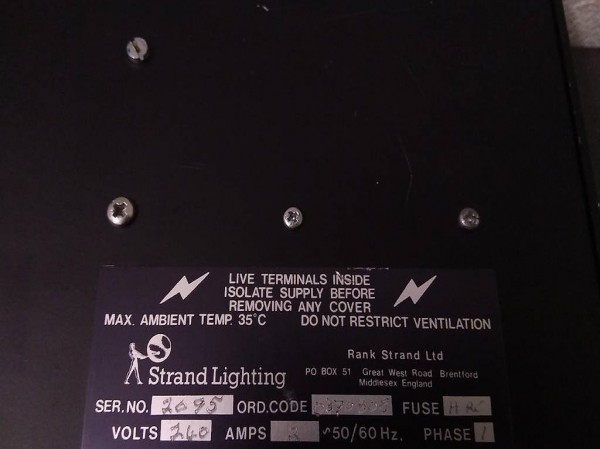 LIVE TERMINALS INSIDE
ISOLATE SUPPLY BEFORE
REMOVING ANY COVER
MAX. AMBIENT TEMP. 35°C DO NOT RESTRICT VENTILATION
Strand Lighting
Rank Strand Ltd
PO BOX 51 Great West Road Brentford
Middlesex England
SER.NO. 2095 ORD.CODE FUSE
VOLTS 240 AMPS 2 ~50/60Hz. PHASE 1